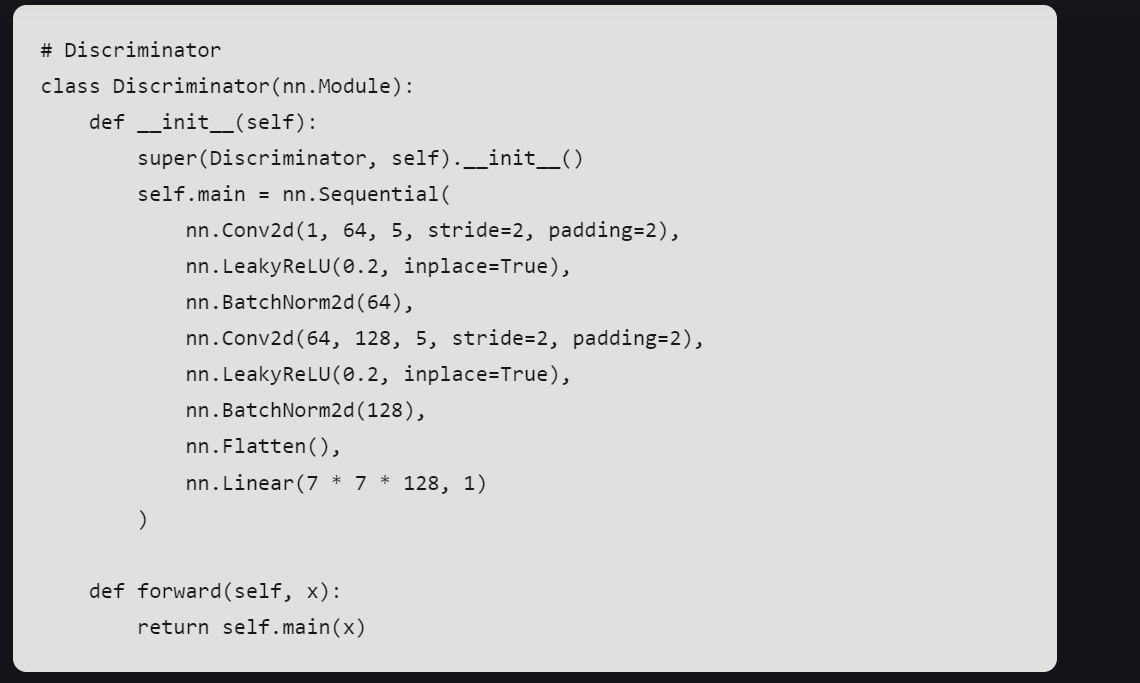 # Discriminator
class Discriminator(nn.Module):
    def __init__(self):
        super(Discriminator, self).__init__()
        self.main = nn.Sequential(
            nn.Conv2d(1, 64, 5, stride=2, padding=2),
            nn.LeakyReLU(0.2, inplace=True),
            nn.BatchNorm2d(64),
            nn.Conv2d(64, 128, 5, stride=2, padding=2),
            nn.LeakyReLU(0.2, inplace=True),
            nn.BatchNorm2d(128),
            nn.Flatten(),
            nn.Linear(7 * 7 * 128, 1)
        )
    def forward(self, x):
        return self.main(x)